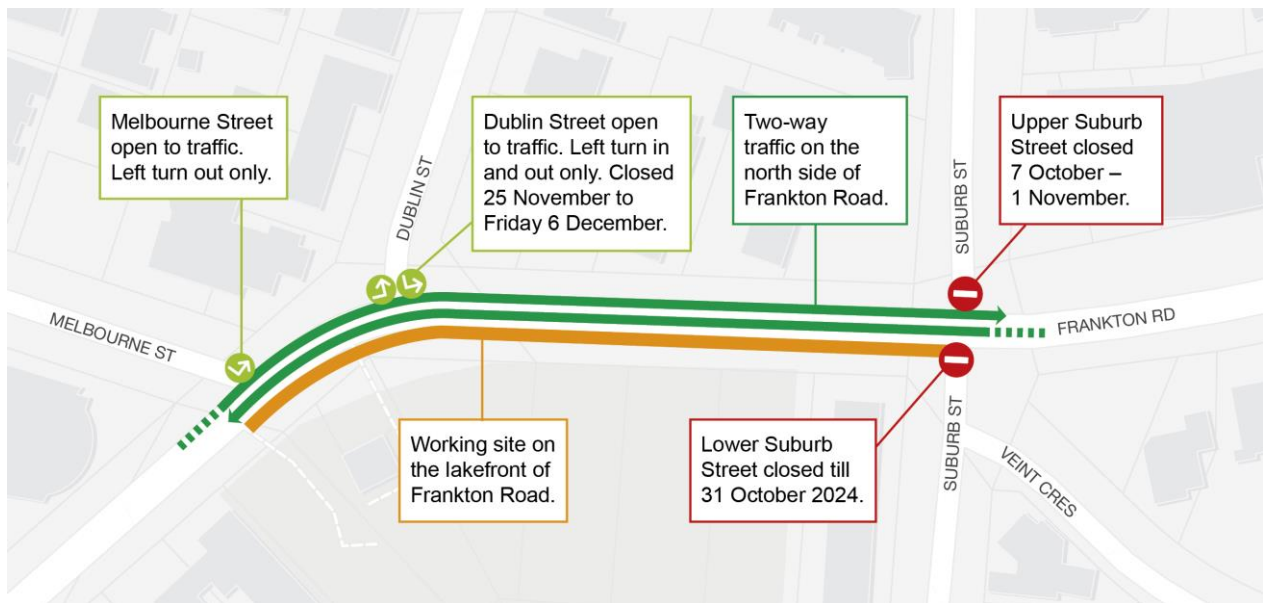 Melbourne Street
open to traffic.
Left turn out only.
Dublin Street open
to traffic. Left turn in
and out only. Closed
25 November to
Friday 6 December.
Two-way
traffic on the
north side of
Frankton Road.
Upper Suburb
Street closed
7 October –
1 November.
DUBLIN ST
SUBURB ST
MELBOURNE ST
FRANKTON RD
Working site on
the lakefront of
Frankton Road.
Lower Suburb
Street closed till
31 October 2024.
SUBURB ST
VEINT CRES